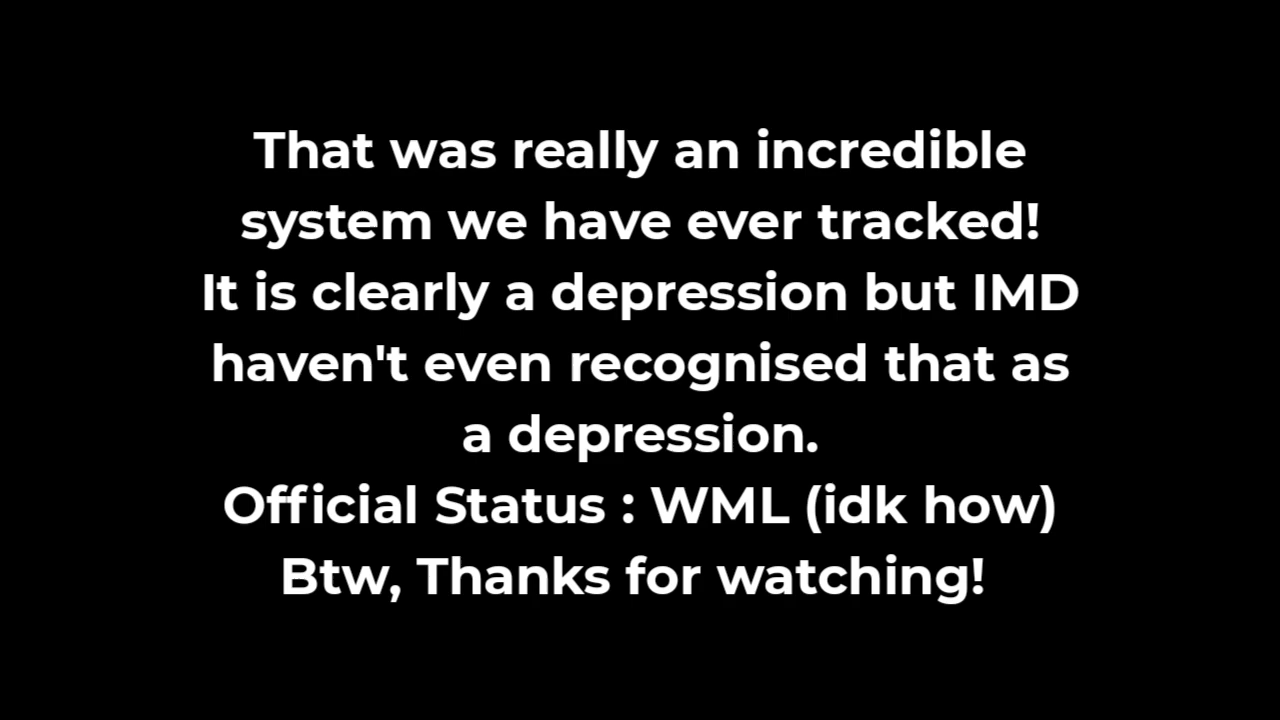 That was really an incredible
system we have ever tracked!
It is clearly a depression but IMD
haven't even recognised that as
a depression.
Official Status : WML (idk how)
Btw, Thanks for watching!